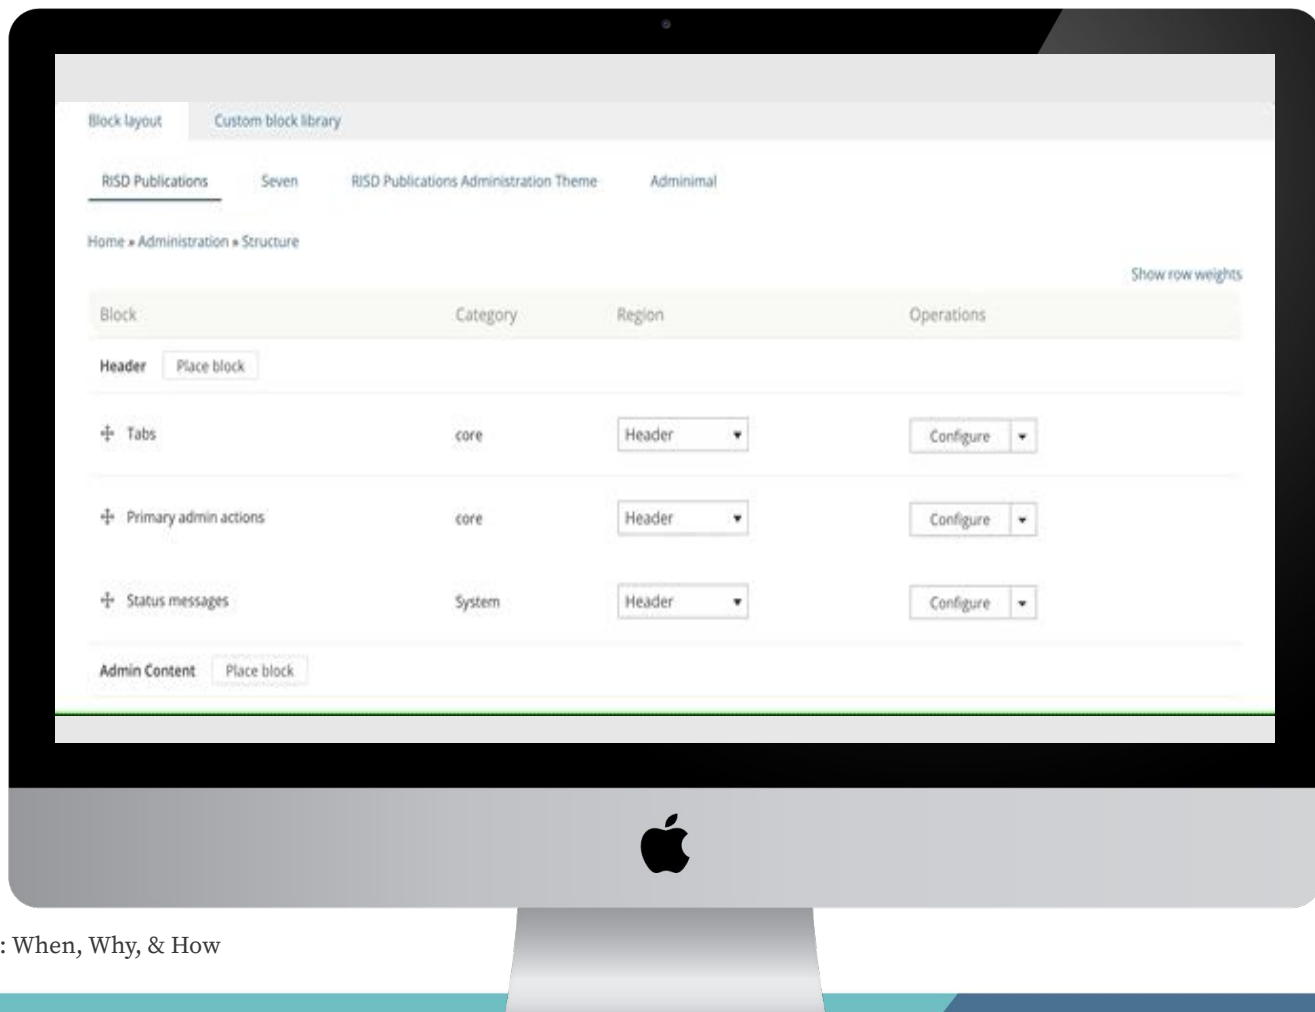 Block layout Custom block library
RISD Publications Seven RISD Publications Administration Theme Adminimal
Home » Administration » Structure
Show row weights
Block Category Region Operations
Header Place block
Tabs core Header Configure
Primary admin actions core Header Configure
Status messages System Header Configure
Admin Content Place block
: When, Why, & How